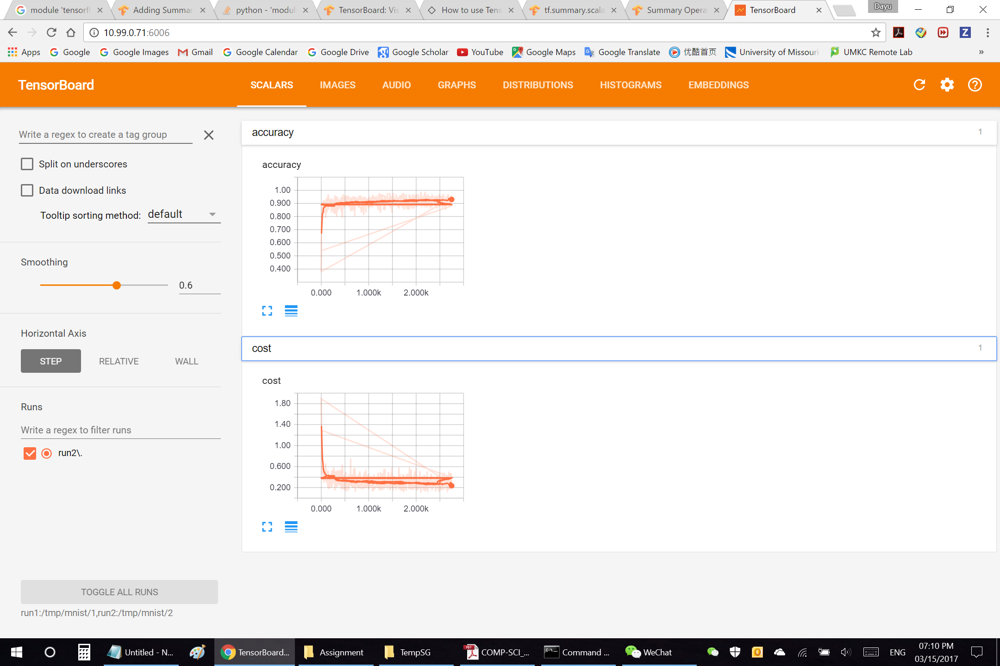 module 'tensorfl
Adding Summar
python - 'modul
TensorBoard: Vis
How to use Tens
tf.summary.scala
Summary Opera
TensorBoard
Dayu
10.99.0.71:6006
Apps
Google
Google Images
Gmail
Google Calendar
Google Drive
Google Scholar
YouTube
Google Maps
Google Translate
优酷首页
University of Missouri
UMKC Remote Lab
»
TensorBoard
SCALARS
IMAGES
AUDIO
GRAPHS
DISTRIBUTIONS
HISTOGRAMS
EMBEDDINGS
Write a regex to create a tag group
Split on underscores
Data download links
Tooltip sorting method: default
Smoothing
0.6
Horizontal Axis
STEP
RELATIVE
WALL
Runs
Write a regex to filter runs
run2\.
TOGGLE ALL RUNS
run1:/tmp/mnist/1,run2:/tmp/mnist/2
accuracy
1
accuracy
1.00
0.900
0.800
0.700
0.600
0.500
0.400
0.000
1.000k
2.000k
cost
1
cost
1.80
1.40
1.00
0.600
0.200
0.000
1.000k
2.000k
Untitled - N...
TensorBoard...
Assignment
TempSG
COMP-SCI_...
Command ...
WeChat
ENG
07:10 PM
03/15/2017